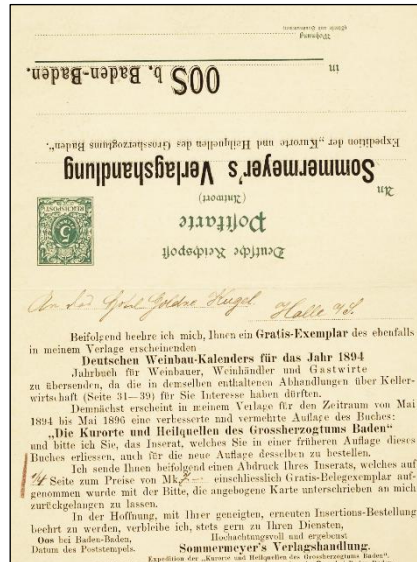 Deutsche Reichspost
Postkarte
(Antwort)
REICHSPOST
5
An
Sommermeyer's Verlagshandlung
Expedition der „Kurorte und Heilquellen des Grossherzogtums Baden“.
in
OOS b. Baden-Baden.
Wohnung
An das Hotel Goldne Kugel Halle a/S.
Beifolgend beehre ich mich, Ihnen ein Gratis-Exemplar des ebenfalls
in meinem Verlage erscheinenden
Deutschen Weinbau-Kalenders für das Jahr 1894
Jahrbuch für Weinbauer, Weinhändler und Gastwirte
zu übersenden, da die in demselben enthaltenen Abhandlungen über Keller-
wirtschaft (Seite 31—39) für Sie Interesse haben dürften.
Demnächst erscheint in meinem Verlage für den Zeitraum von Mai
1894 bis Mai 1896 eine verbesserte und vermehrte Auflage des Buches:
„Die Kurorte und Heilquellen des Grossherzogtums Baden“
und bitte ich Sie, das Inserat, welches Sie in einer früheren Auflage dieses
Buches erliessen, auch für die neue Auflage desselben zu bestellen.
Ich sende Ihnen beifolgend einen Abdruck Ihres Inserats, welches auf
1/4 Seite zum Preise von Mk 7.— einschliesslich Gratis-Belegexemplar auf-
genommen wurde mit der Bitte, die angebogene Karte unterschrieben an mich
zurückgelangen zu lassen.
In der Hoffnung, mit Ihrer geneigten, erneuten Insertions-Bestellung
beehrt zu werden, verbleibe ich, stets gern zu Ihren Diensten,
Oos bei Baden-Baden, Hochachtungsvoll und ergebenst
Datum des Poststempels. Sommermeyer's Verlagshandlung.
Expedition der „Kurorte und Heilquellen des Grossherzogtums Baden“.